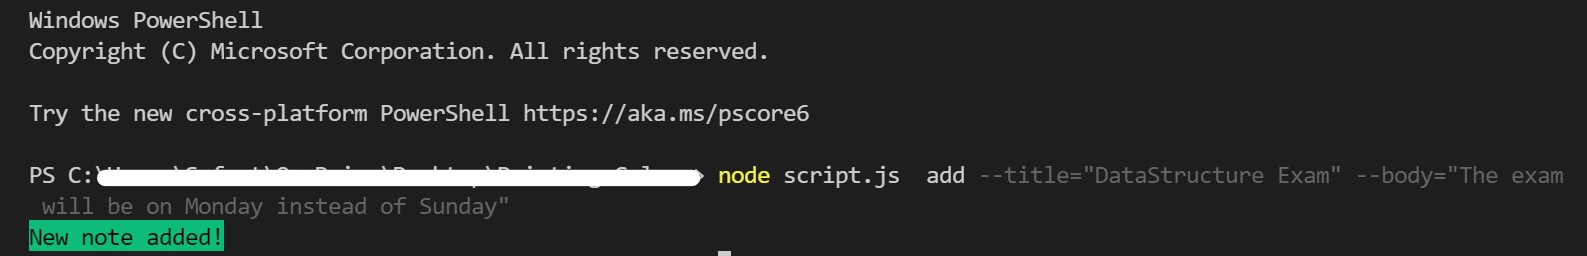 Windows PowerShell
Copyright (C) Microsoft Corporation. All rights reserved.
Try the new cross-platform PowerShell https://aka.ms/pscore6
PS C:\ > node script.js  add --title="DataStructure Exam" --body="The exam
will be on Monday instead of Sunday"
New note added!